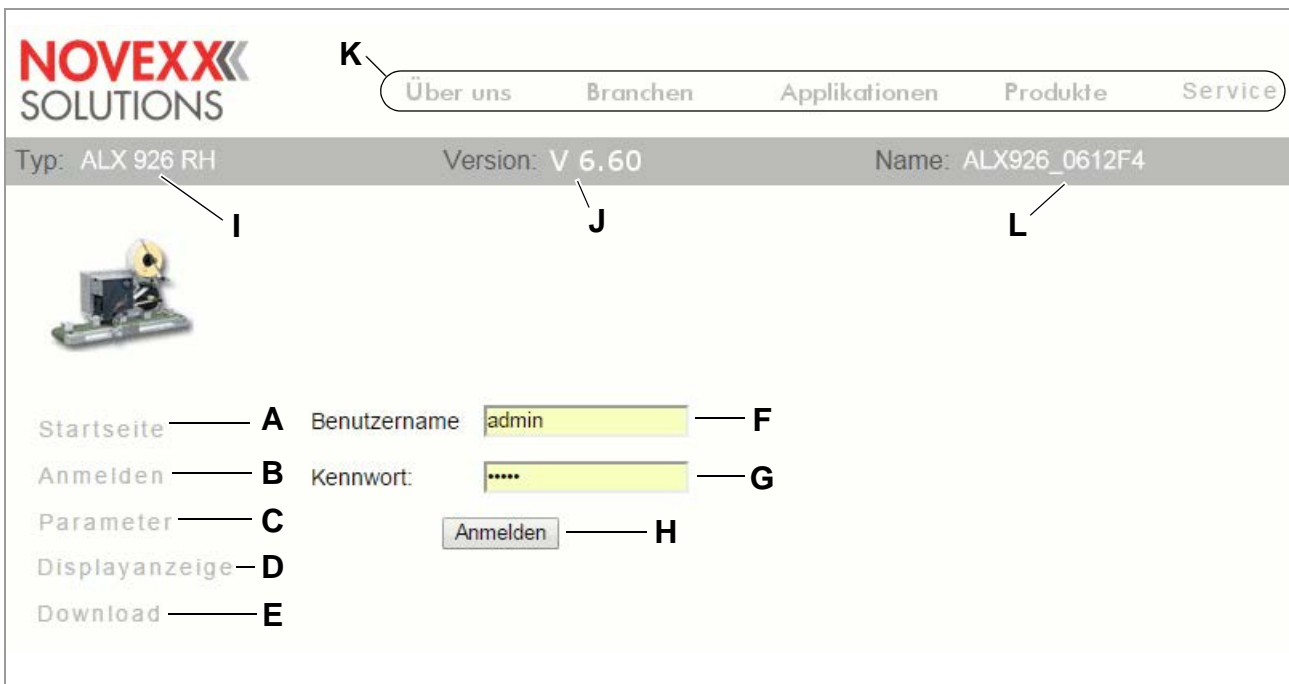 NOVEXX
SOLUTIONS
K
Über uns Branchen Applikationen Produkte Service
Typ: ALX 926 RH Version: V 6.60 Name: ALX926_0612F4
I J L
Startseite A Benutzername admin F
Anmelden B Kennwort: ••••• G
Parameter C Anmelden H
Displayanzeige D
Download E